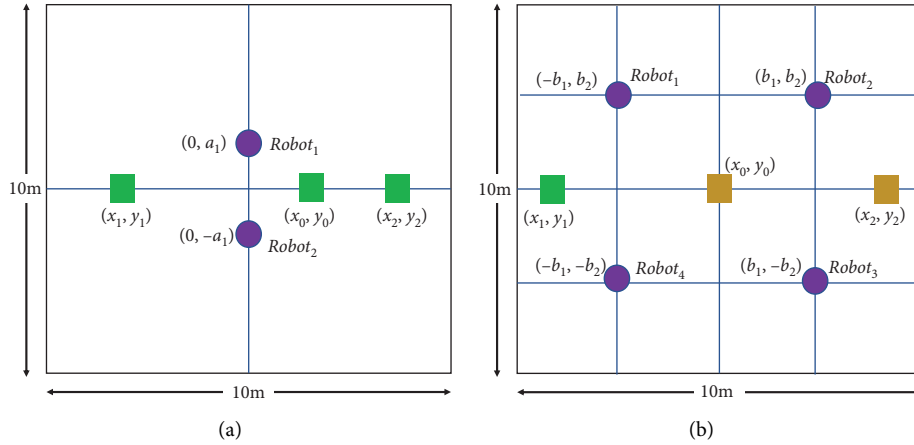 10m
(0, a₁)
Robot₁
(x₁, y₁)
(x₀, y₀)
(x₂, y₂)
(0, –a₁)
Robot₂
10m
(a)
10m
(–b₁, b₂)
Robot₁
(b₁, b₂)
Robot₂
(x₀, y₀)
(x₁, y₁)
(x₂, y₂)
(–b₁, –b₂)
Robot₄
(b₁, –b₂)
Robot₃
10m
(b)